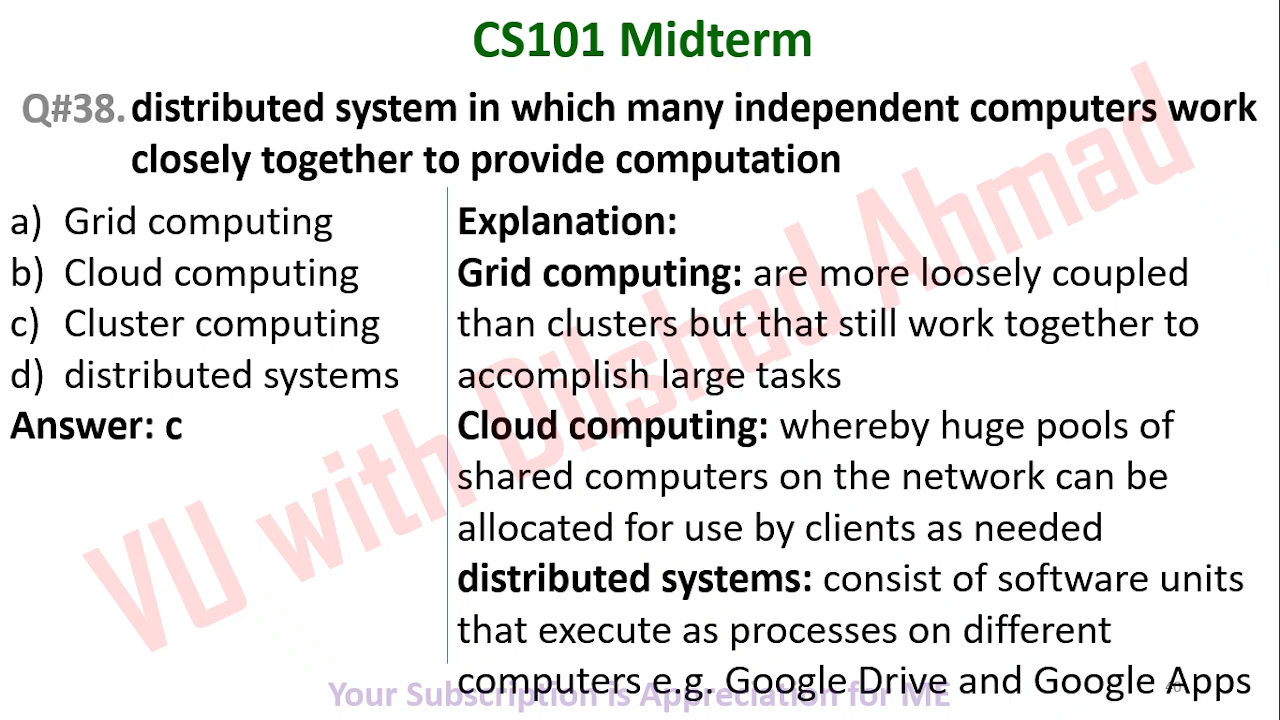 CS101 Midterm
Q#38. distributed system in which many independent computers work
closely together to provide computation
a) Grid computing
b) Cloud computing
c) Cluster computing
d) distributed systems
Answer: c
Explanation:
Grid computing: are more loosely coupled
than clusters but that still work together to
accomplish large tasks
Cloud computing: whereby huge pools of
shared computers on the network can be
allocated for use by clients as needed
distributed systems: consist of software units
that execute as processes on different
computers e.g. Google Drive and Google Apps
Your Subscription is Appreciation for ME
VU with Dilshad Ahmad